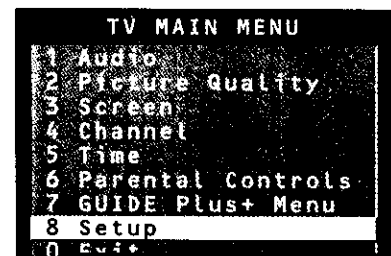 TV MAIN MENU
1 Audio
2 Picture Quality
3 Screen
4 Channel
5 Time
6 Parental Controls
7 GUIDE Plus+ Menu
8 Setup
0 Exit